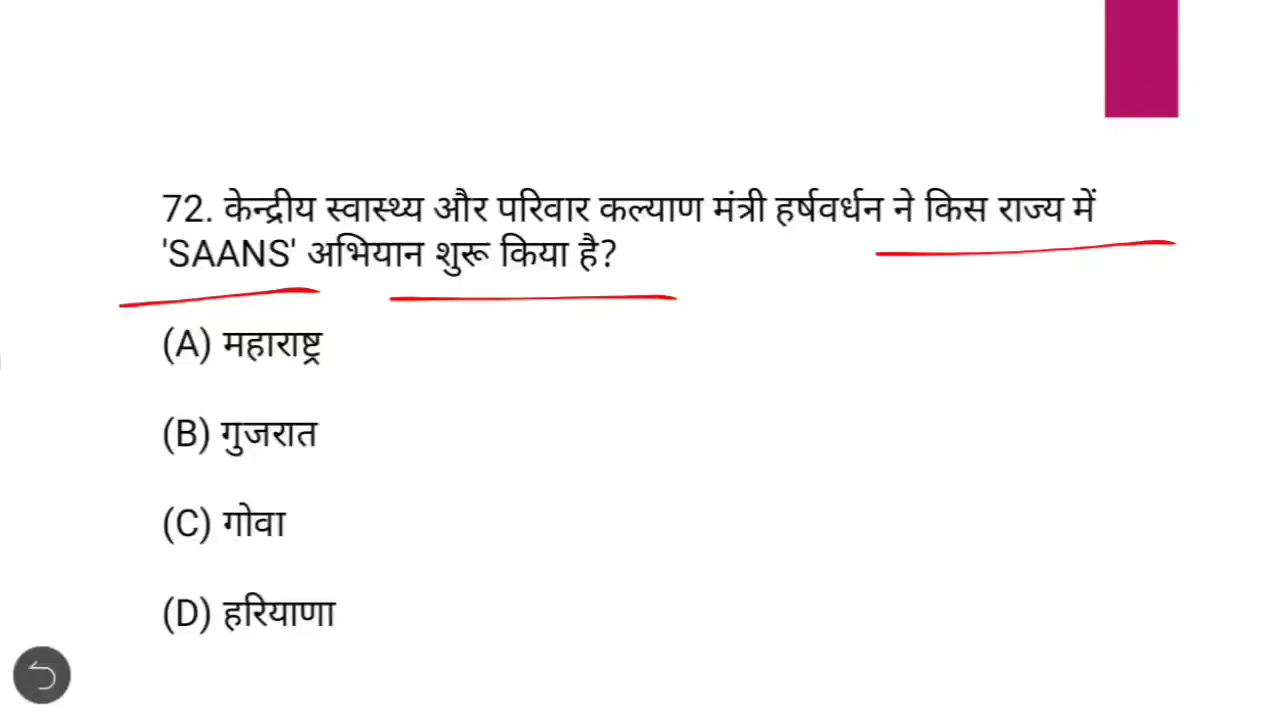 72. केन्द्रीय स्वास्थ्य और परिवार कल्याण मंत्री हर्षवर्धन ने किस राज्य में
'SAANS' अभियान शुरू किया है?
(A) महाराष्ट्र
(B) गुजरात
(C) गोवा
(D) हरियाणा